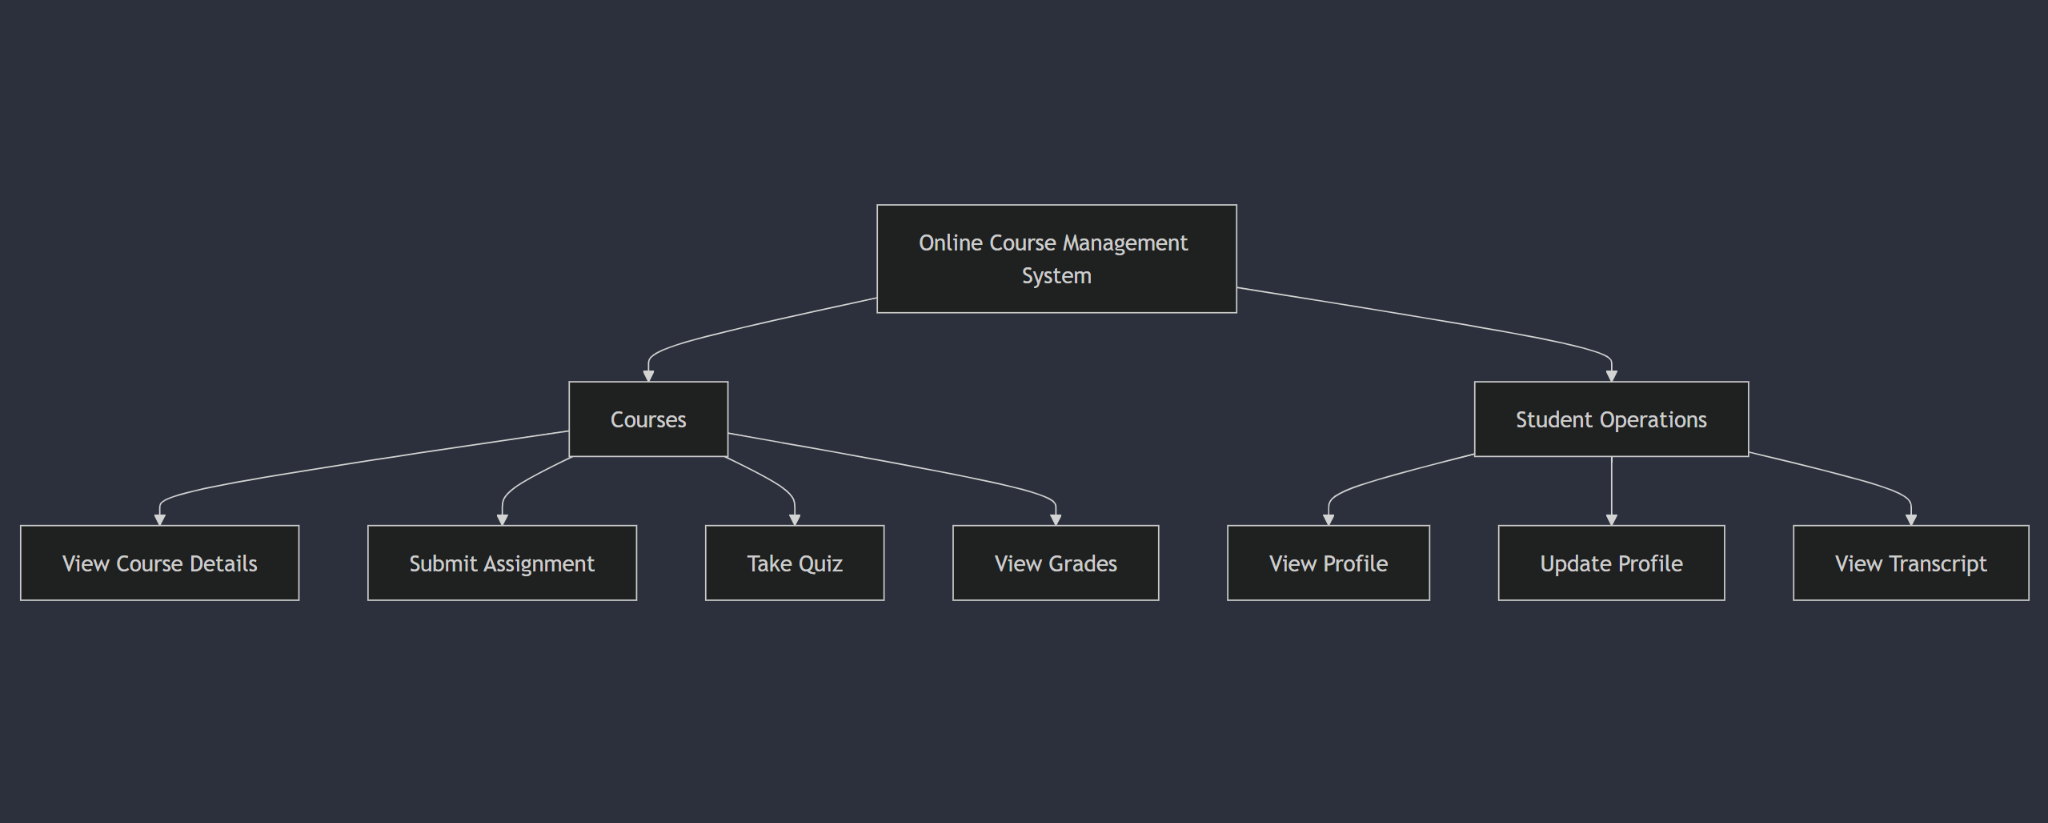 Online Course Management
System
Courses
Student Operations
View Course Details
Submit Assignment
Take Quiz
View Grades
View Profile
Update Profile
View Transcript